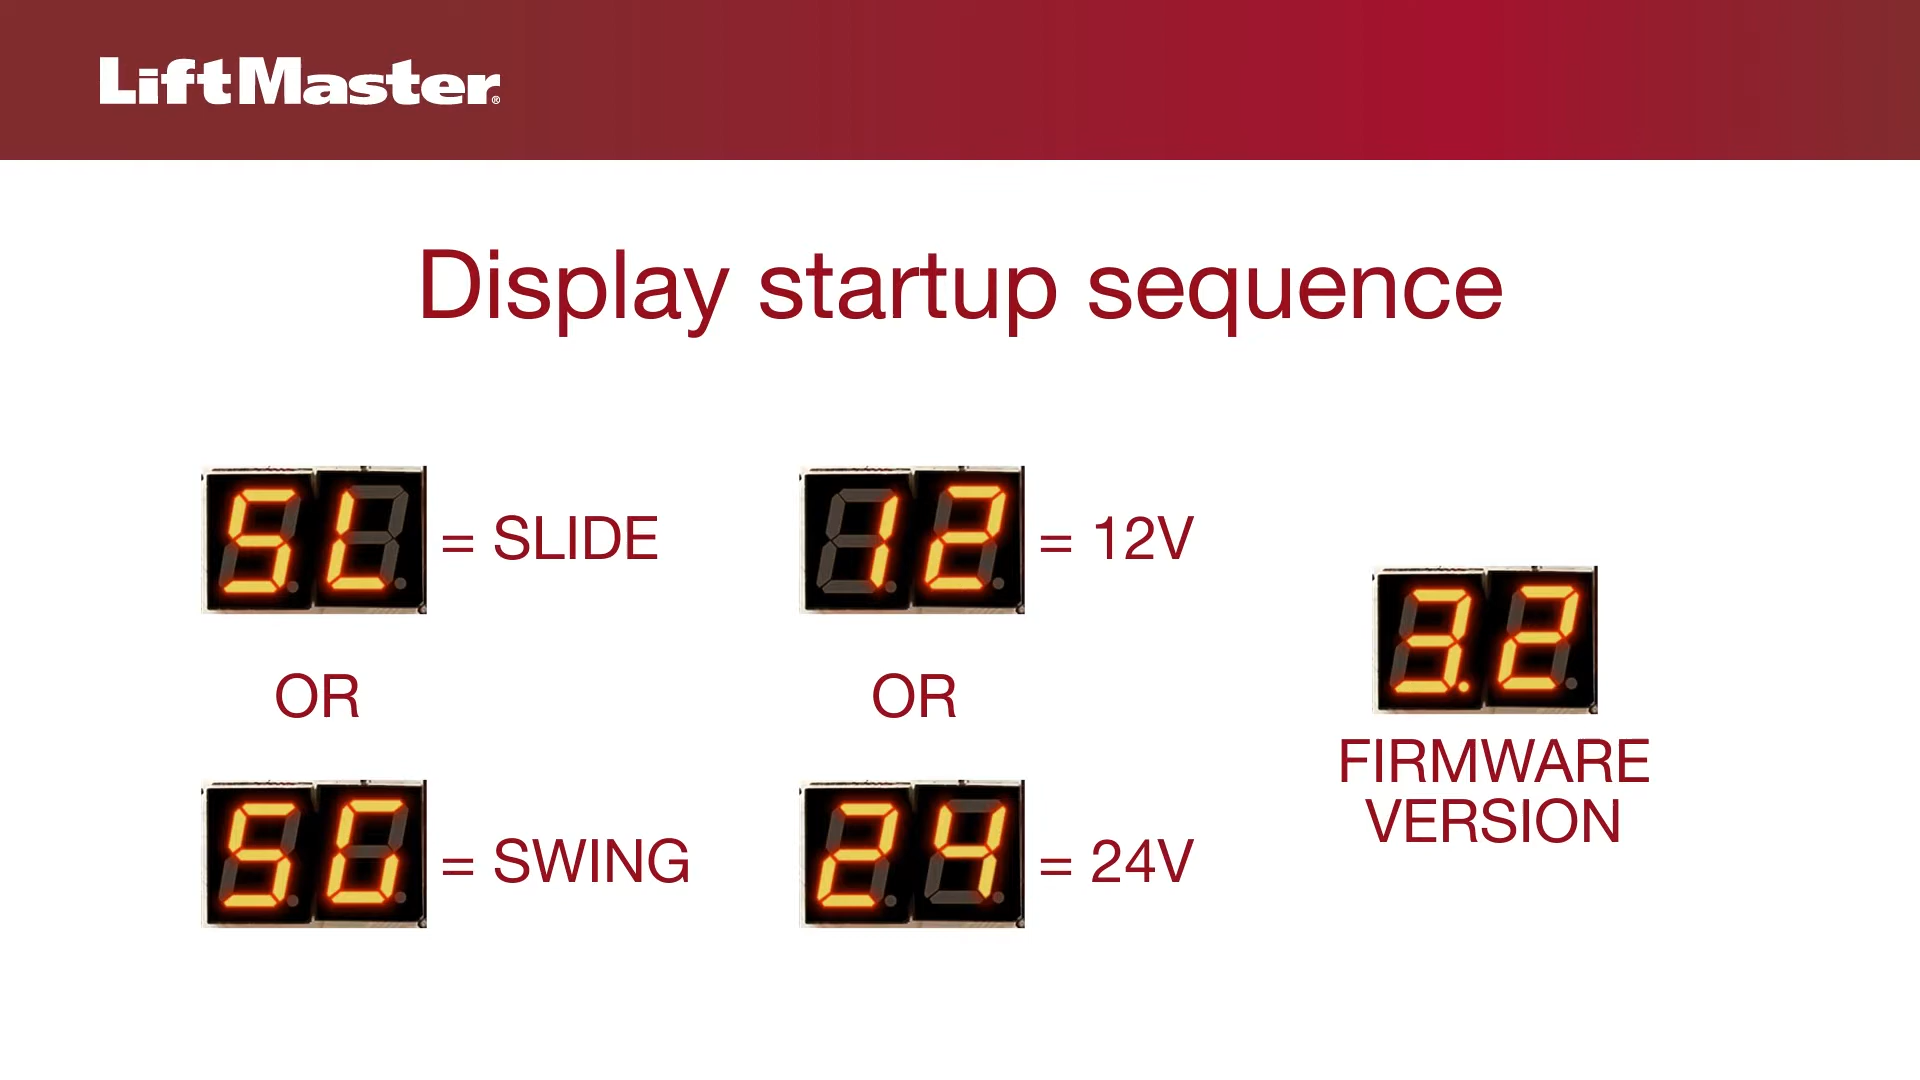 LiftMaster®
Display startup sequence
SL = SLIDE
OR
SG = SWING
12 = 12V
OR
24 = 24V
3.2
FIRMWARE
VERSION